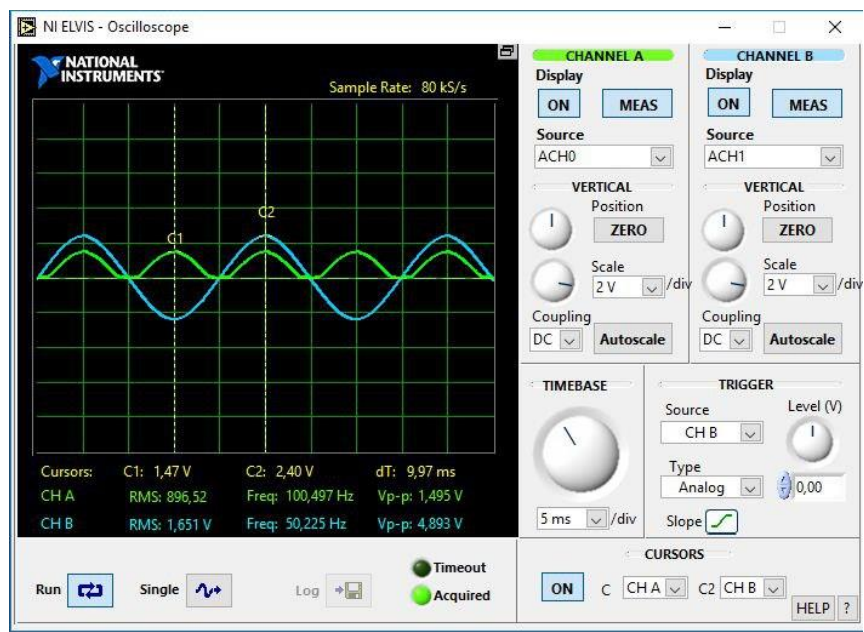 NI ELVIS - Oscilloscope
NATIONAL
INSTRUMENTS
Sample Rate: 80 kS/s
C1
C2
Cursors: C1: 1,47 V C2: 2,40 V dT: 9,97 ms
CH A RMS: 896,52 Freq: 100,497 Hz Vp-p: 1,495 V
CH B RMS: 1,651 V Freq: 50,225 Hz Vp-p: 4,893 V
Run Single Log Timeout
Acquired
CHANNEL A
Display
ON MEAS
Source
ACH0
VERTICAL
Position
ZERO
Scale
2 V /div
Coupling
DC Autoscale
CHANNEL B
Display
ON MEAS
Source
ACH1
VERTICAL
Position
ZERO
Scale
2 V /div
Coupling
DC Autoscale
TIMEBASE
5 ms /div
TRIGGER
Source Level (V)
CH B
Type
Analog 0,00
Slope
CURSORS
ON C CH A C2 CH B
HELP ?